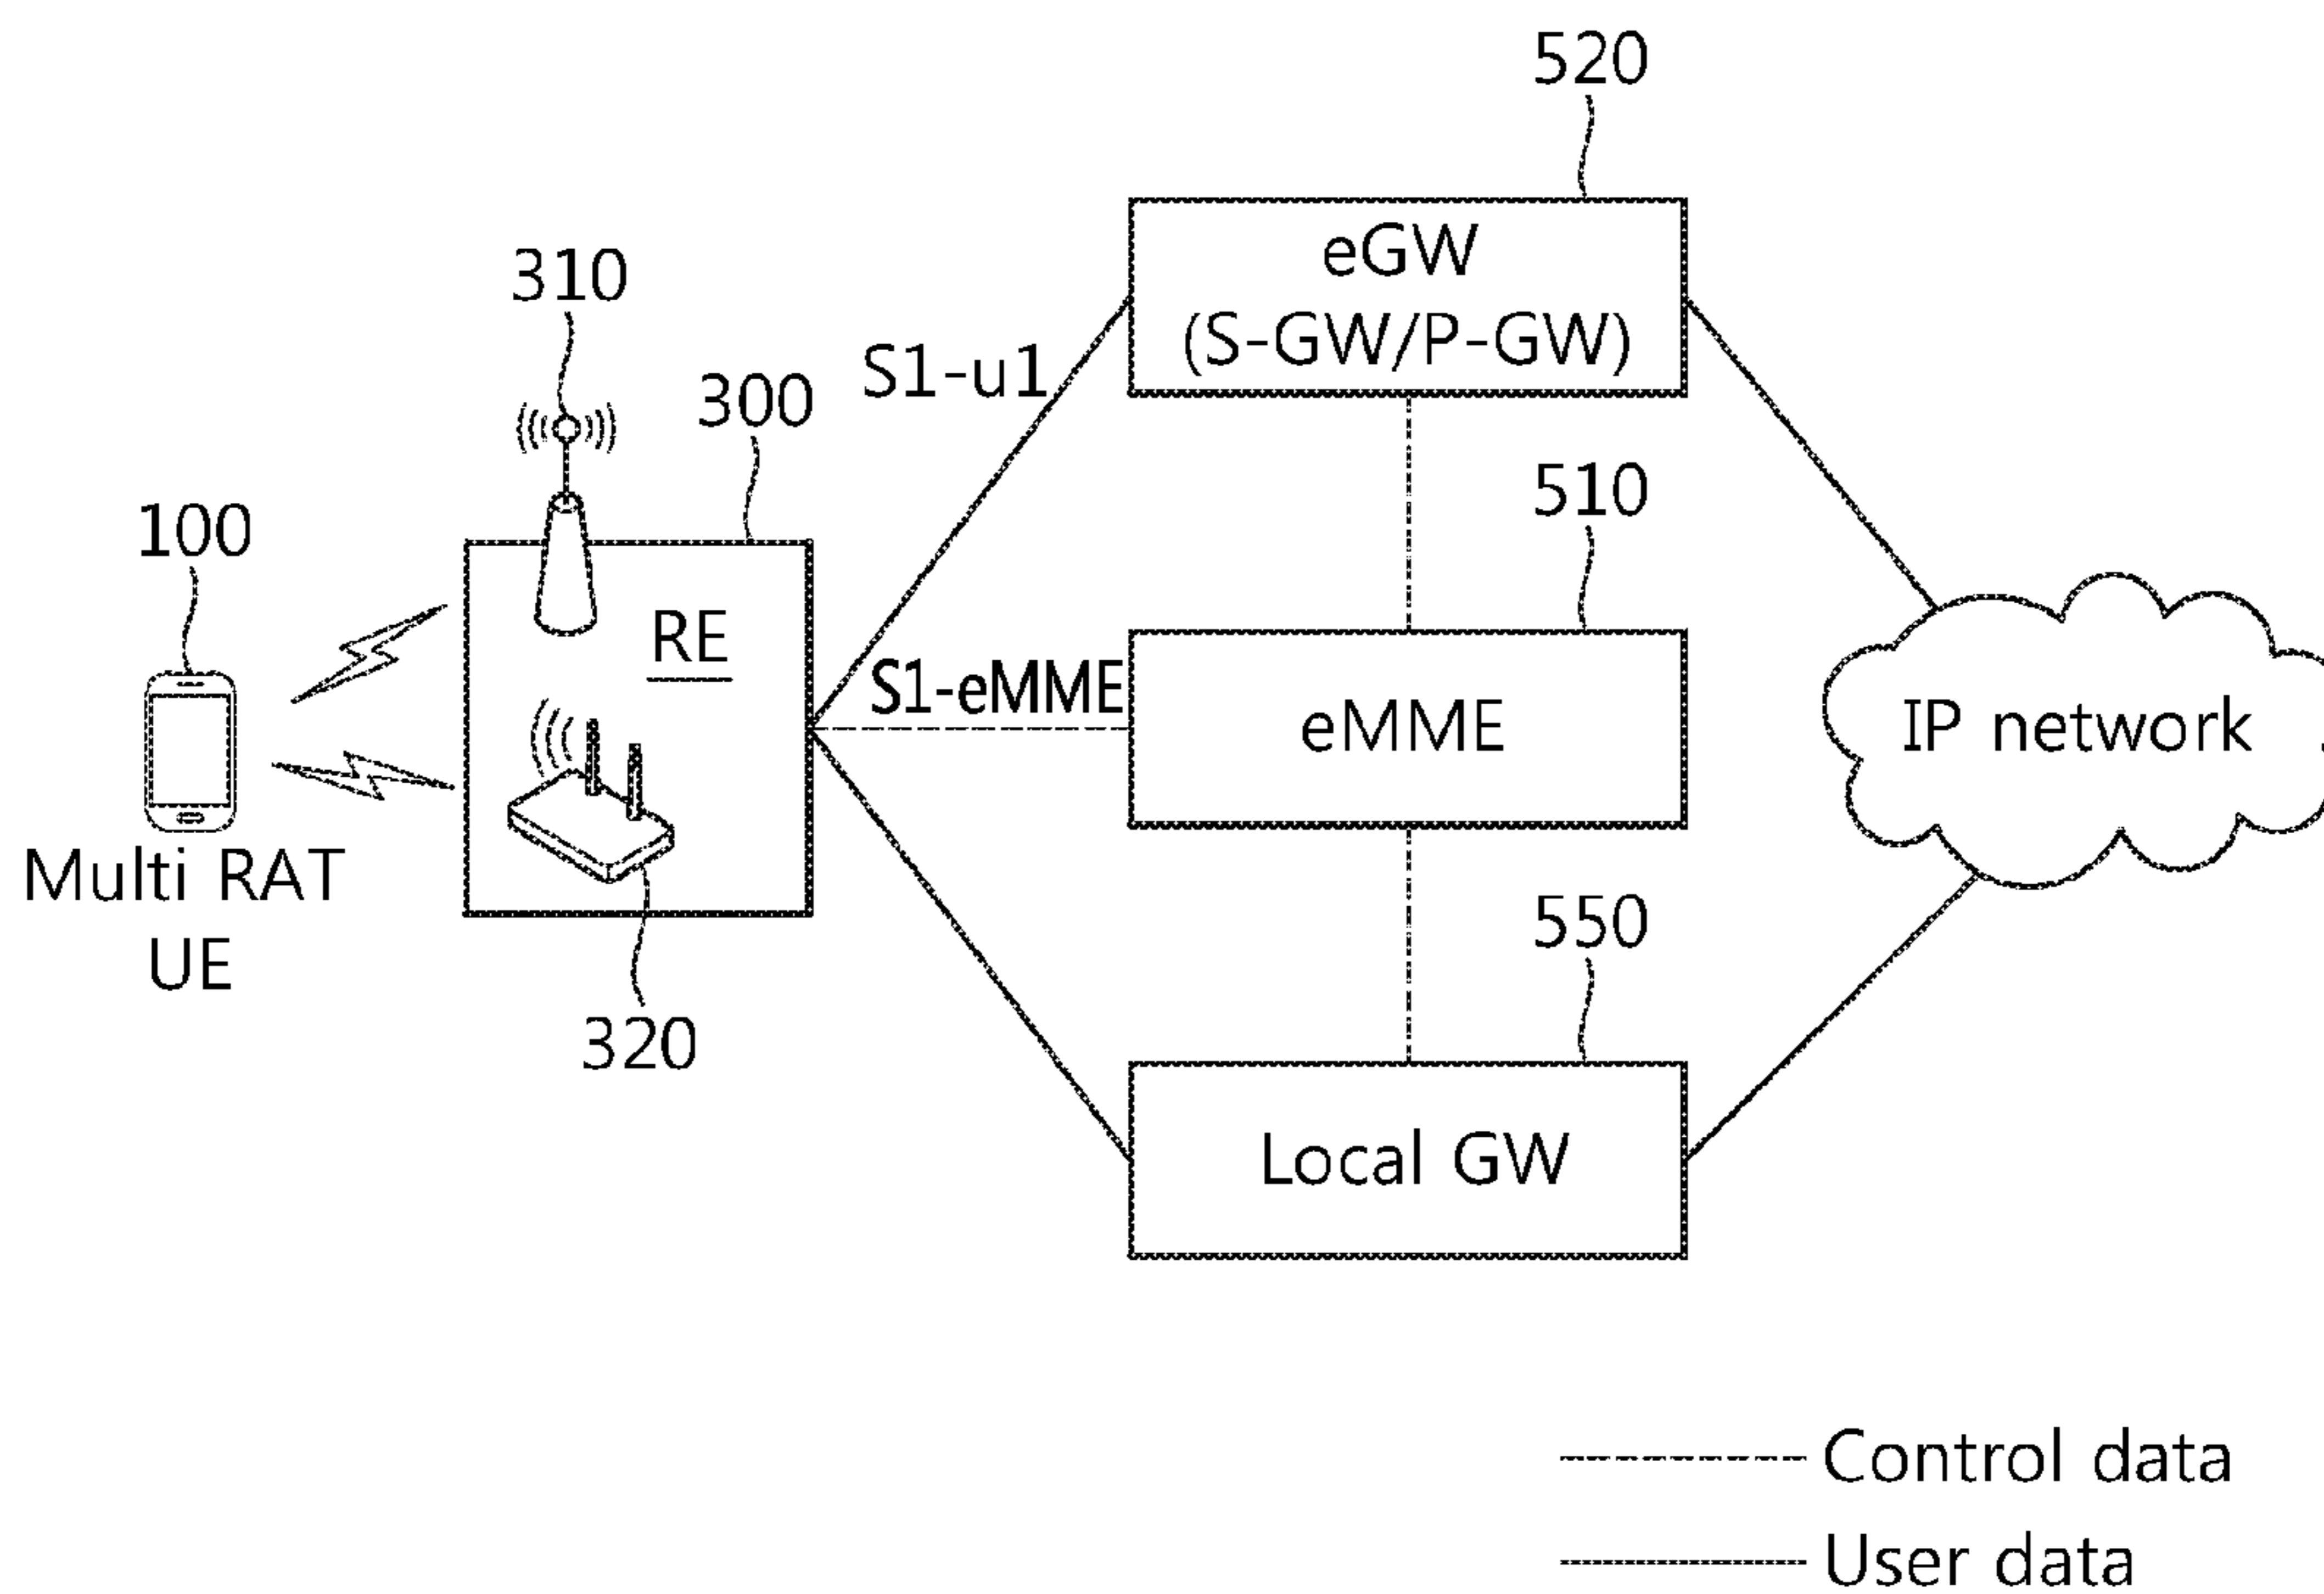 520
eGW
(S-GW/P-GW)
310
S1-u1
300
510
100
RE
S1-eMME
eMME
IP network
Multi RAT
UE
550
320
Local GW
Control data
User data